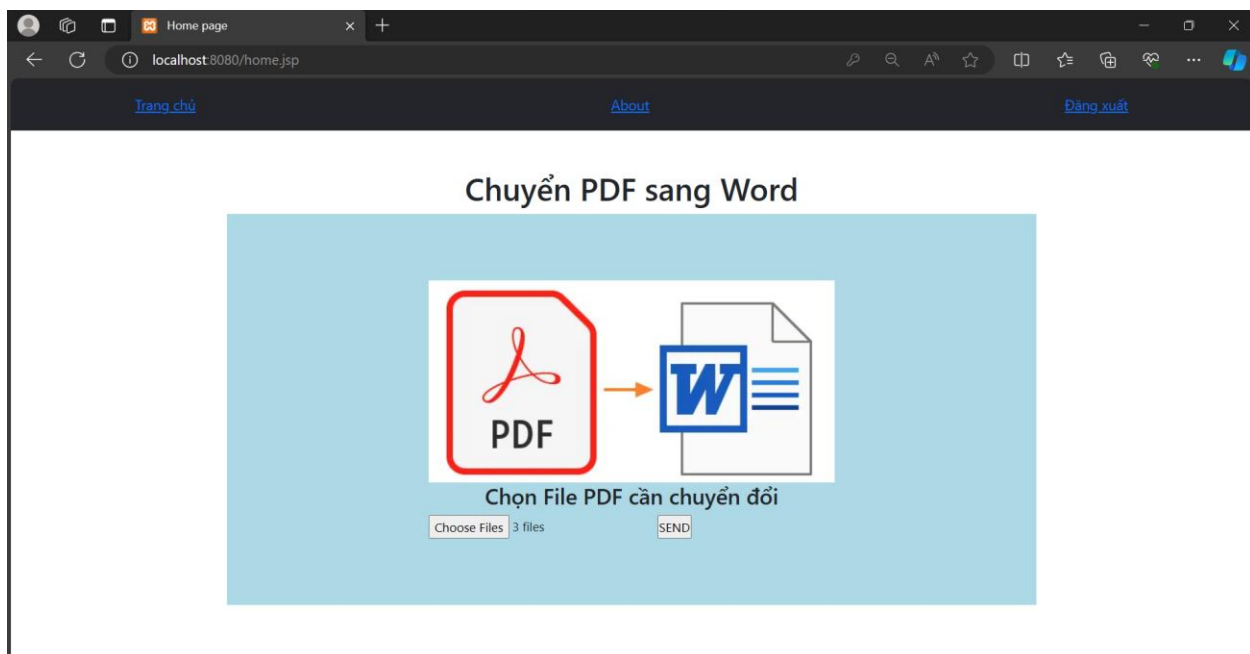 Home page
localhost:8080/home.jsp
Trang chủ About Đăng xuất
Chuyển PDF sang Word
PDF W
Chọn File PDF cần chuyển đổi
Choose Files 3 files SEND